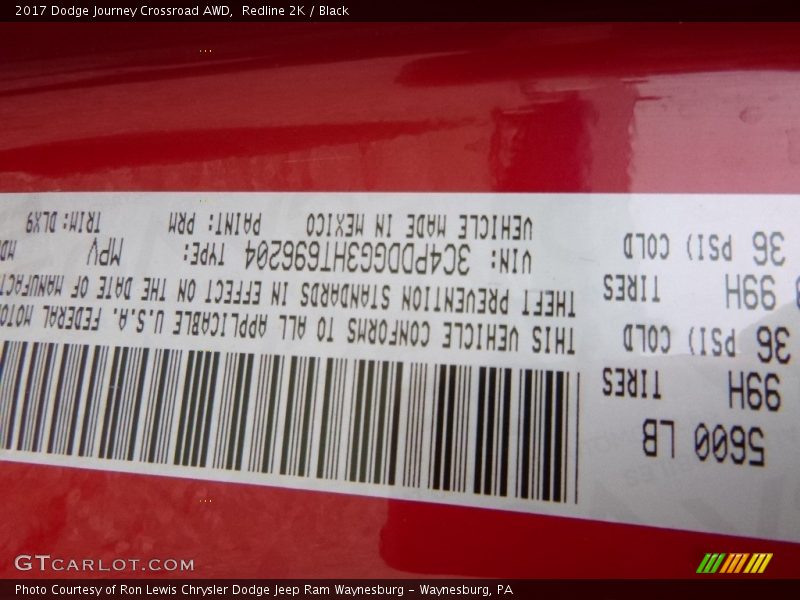 2017 Dodge Journey Crossroad AWD, Redline 2K / Black
5600 LB
99H TIRES
36 PSI) COLD
99H TIRES
36 PSI) COLD
THIS VEHICLE CONFORMS TO ALL APPLICABLE U.S.A. FEDERAL MOTO
THEFT PREVENTION STANDARDS IN EFFECT ON THE DATE OF MANUFACT
VIN: 3C4PDDGG3HT696204 TYPE: MPV
VEHICLE MADE IN MEXICO PAINT: PRM TRIM: DLX9
GTCARLOT.COM
Photo Courtesy of Ron Lewis Chrysler Dodge Jeep Ram Waynesburg - Waynesburg, PA